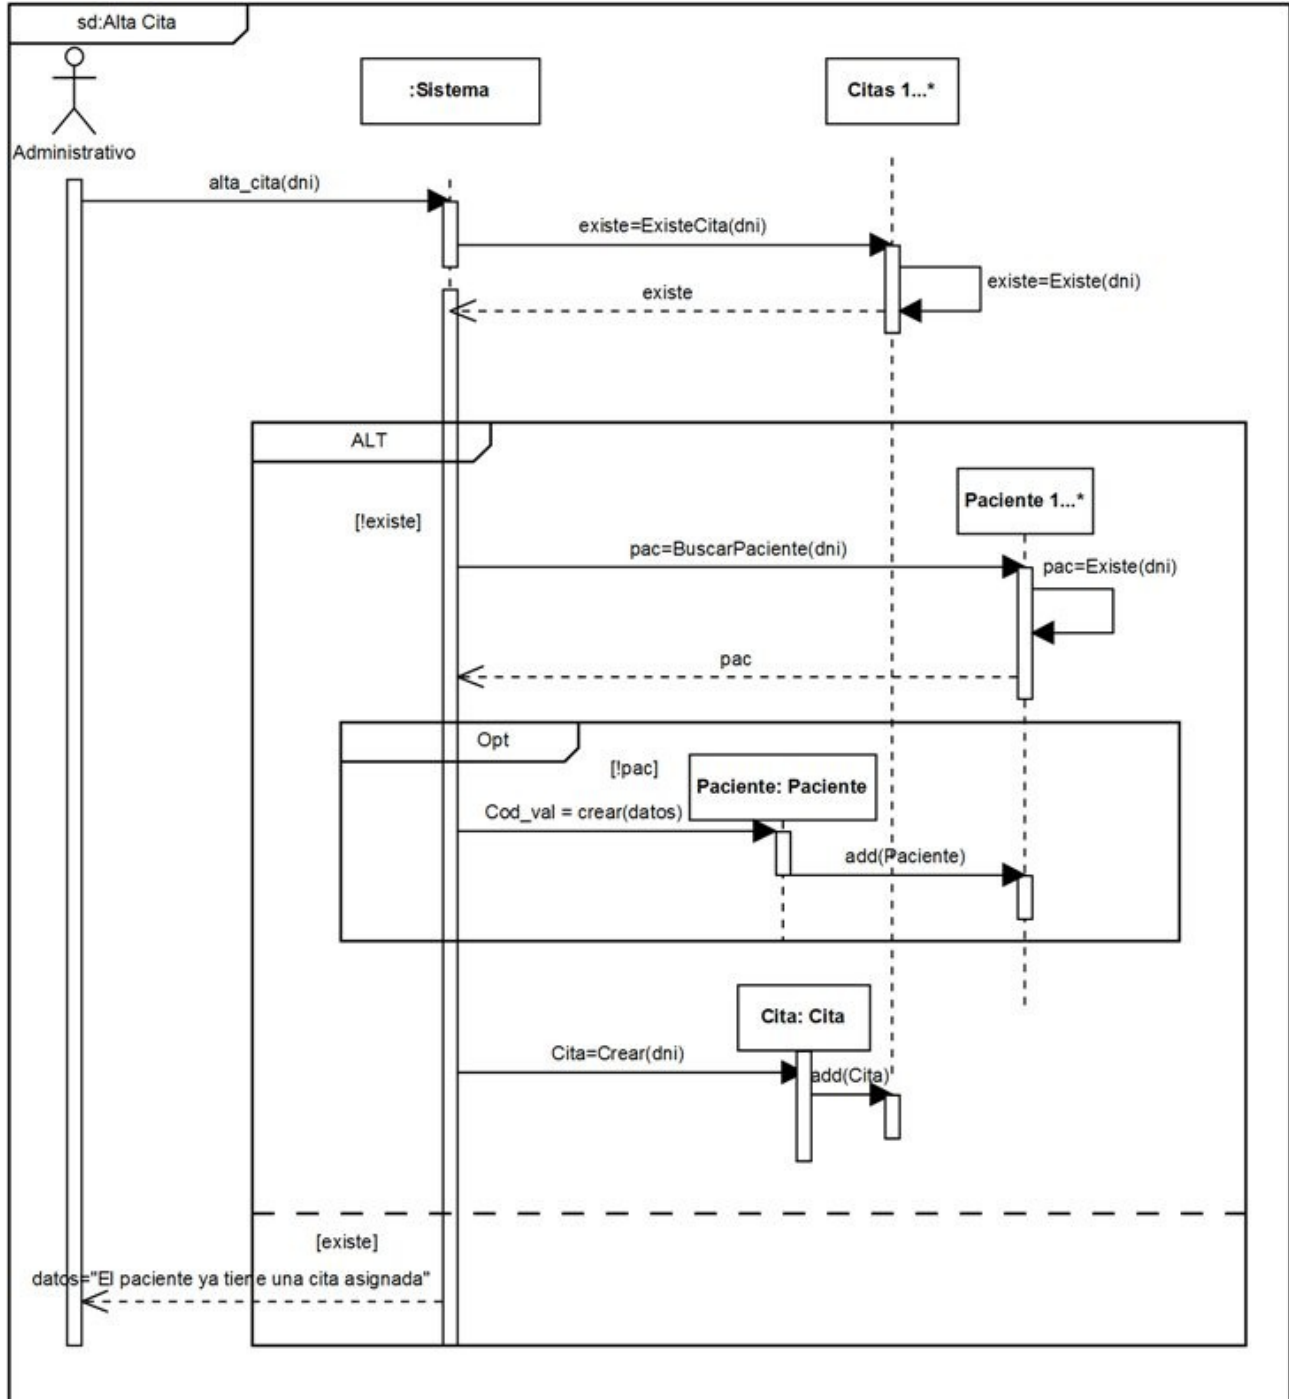 sd:Alta Cita
:Sistema
Citas 1...*
Administrativo
alta_cita(dni)
existe=ExisteCita(dni)
existe=Existe(dni)
existe
ALT
Paciente 1...*
[!existe]
pac=BuscarPaciente(dni)
pac=Existe(dni)
pac
Opt
[!pac]
Paciente: Paciente
Cod_val = crear(datos)
add(Paciente)
Cita: Cita
Cita=Crear(dni)
add(Cita)
[existe]
datos="El paciente ya tiene una cita asignada"